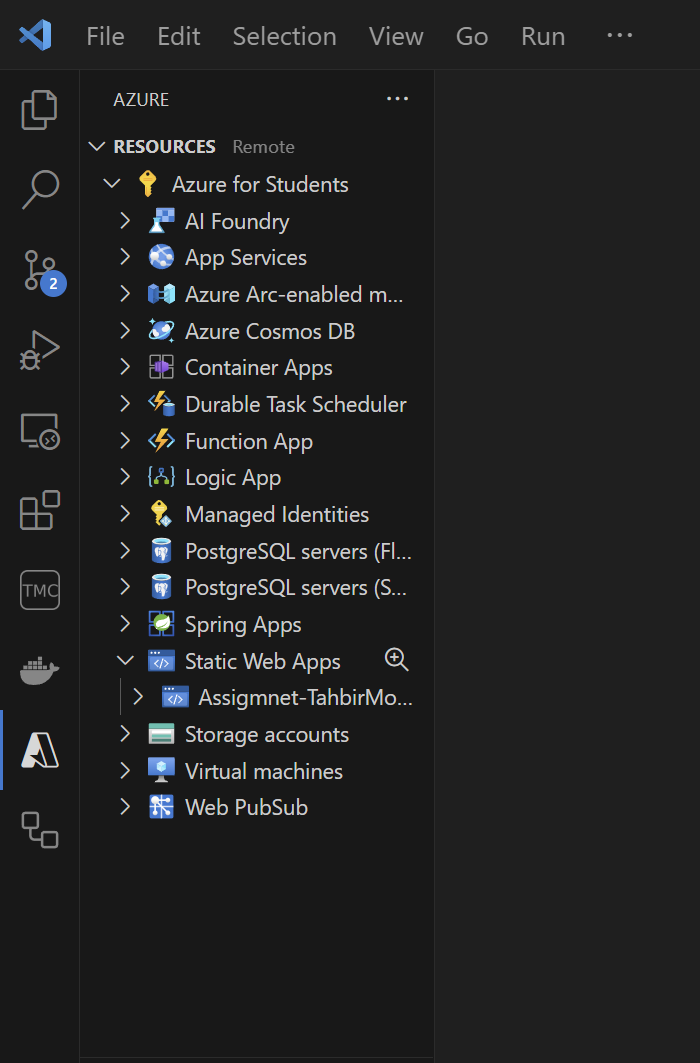 File Edit Selection View Go Run ...
AZURE ...
RESOURCES Remote
Azure for Students
AI Foundry
App Services
2
Azure Arc-enabled m...
Azure Cosmos DB
Container Apps
Durable Task Scheduler
Function App
Logic App
Managed Identities
PostgreSQL servers (Fl...
TMC
PostgreSQL servers (S...
Spring Apps
Static Web Apps
Assigmnet-TahbirMo...
Storage accounts
Virtual machines
Web PubSub